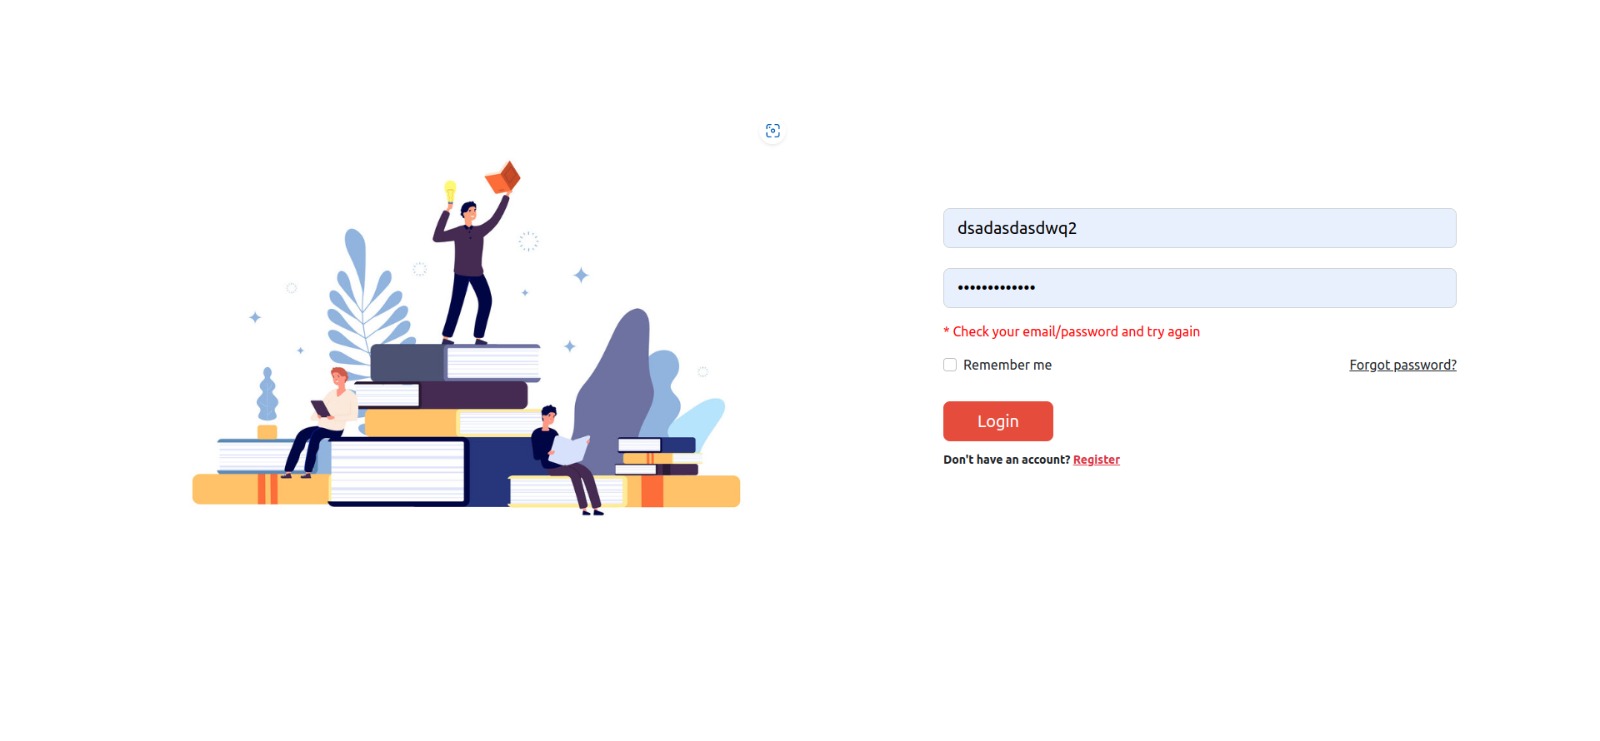 dsadasdasdwq2
•••••••••••••
* Check your email/password and try again
Remember me
Forgot password?
Login
Don't have an account? Register